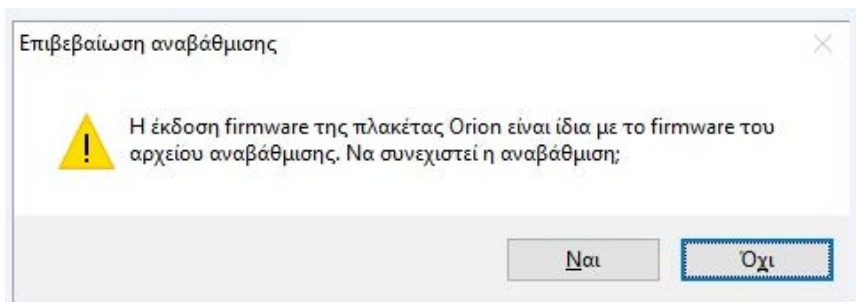 Επιβεβαίωση αναβάθμισης
Η έκδοση firmware της πλακέτας Orion είναι ίδια με το firmware του
αρχείου αναβάθμισης. Να συνεχιστεί η αναβάθμιση;
Ναι
Όχι